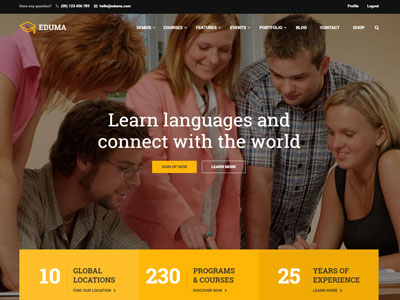 Have any question? (00) 123 456 789 hello@eduma.com Profile Logout
EDUMA DEMOS COURSES FEATURES EVENTS PORTFOLIO BLOG CONTACT SHOP
Learn languages and
connect with the world
SIGN UP NOW LEARN MORE
10 GLOBAL
LOCATIONS
FIND OUR LOCATION >
230 PROGRAMS
& COURSES
DISCOVER NOW >
25 YEARS OF
EXPERIENCE
LEARN MORE >